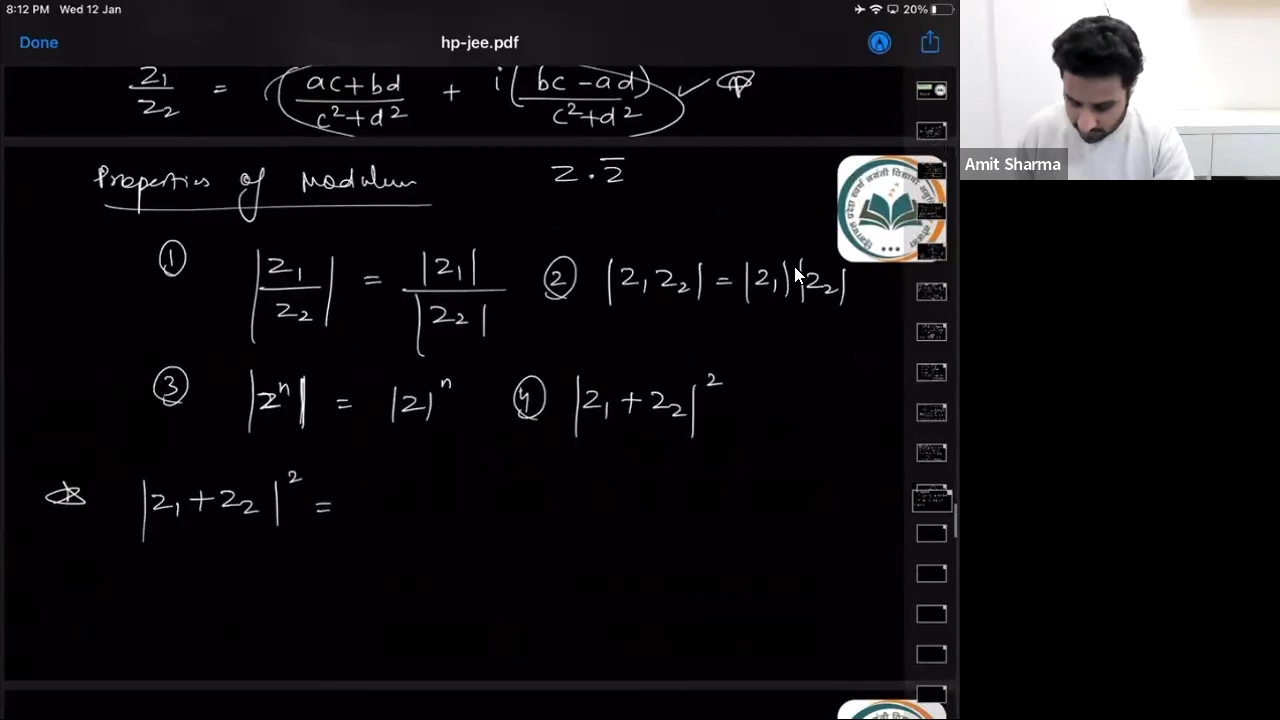 8:12 PM Wed 12 Jan
20%
Done
hp-jee.pdf
z₁/z₂ = (ac+bd)/(c²+d²) + i (bc-ad)/(c²+d²)
Properties of Modulus z . z̅
① |z₁/z₂| = |z₁|/|z₂| ② |z₁z₂| = |z₁||z₂|
③ |zⁿ| = |z|ⁿ ④ |z₁+z₂|²
|z₁+z₂|² =
Amit Sharma